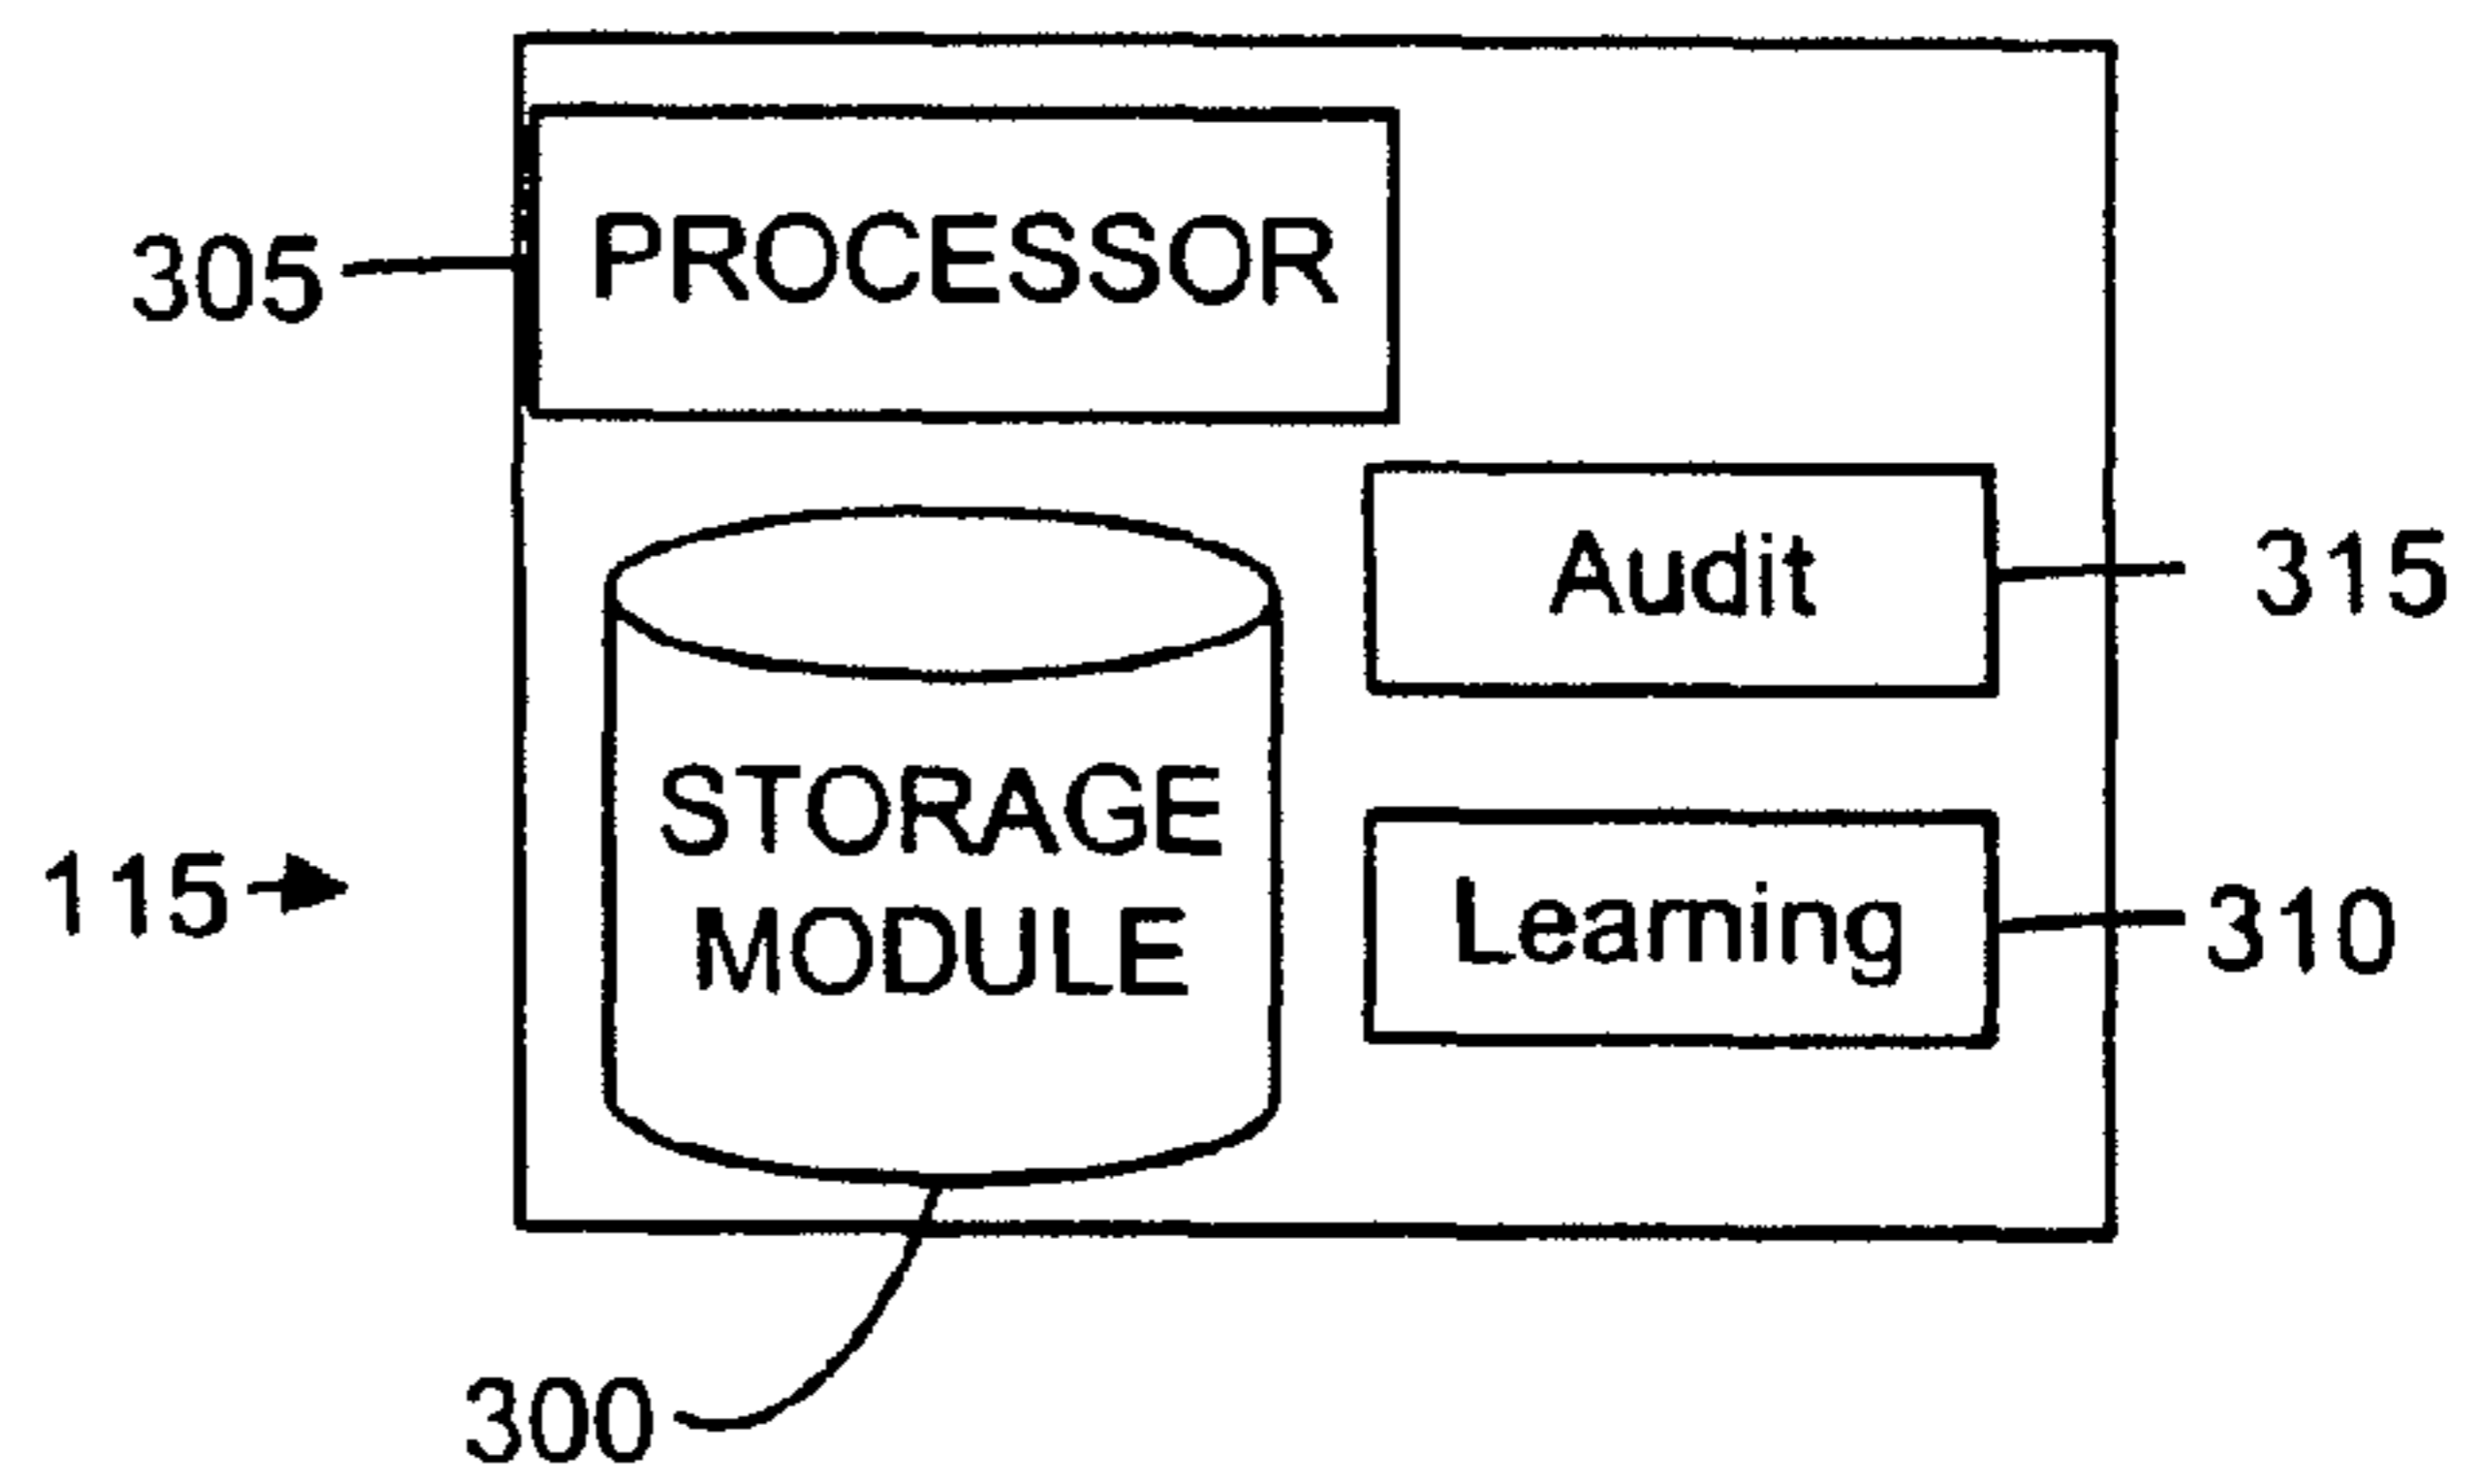 PROCESSOR
305
Audit
315
STORAGE
MODULE
115
Learning
310
300